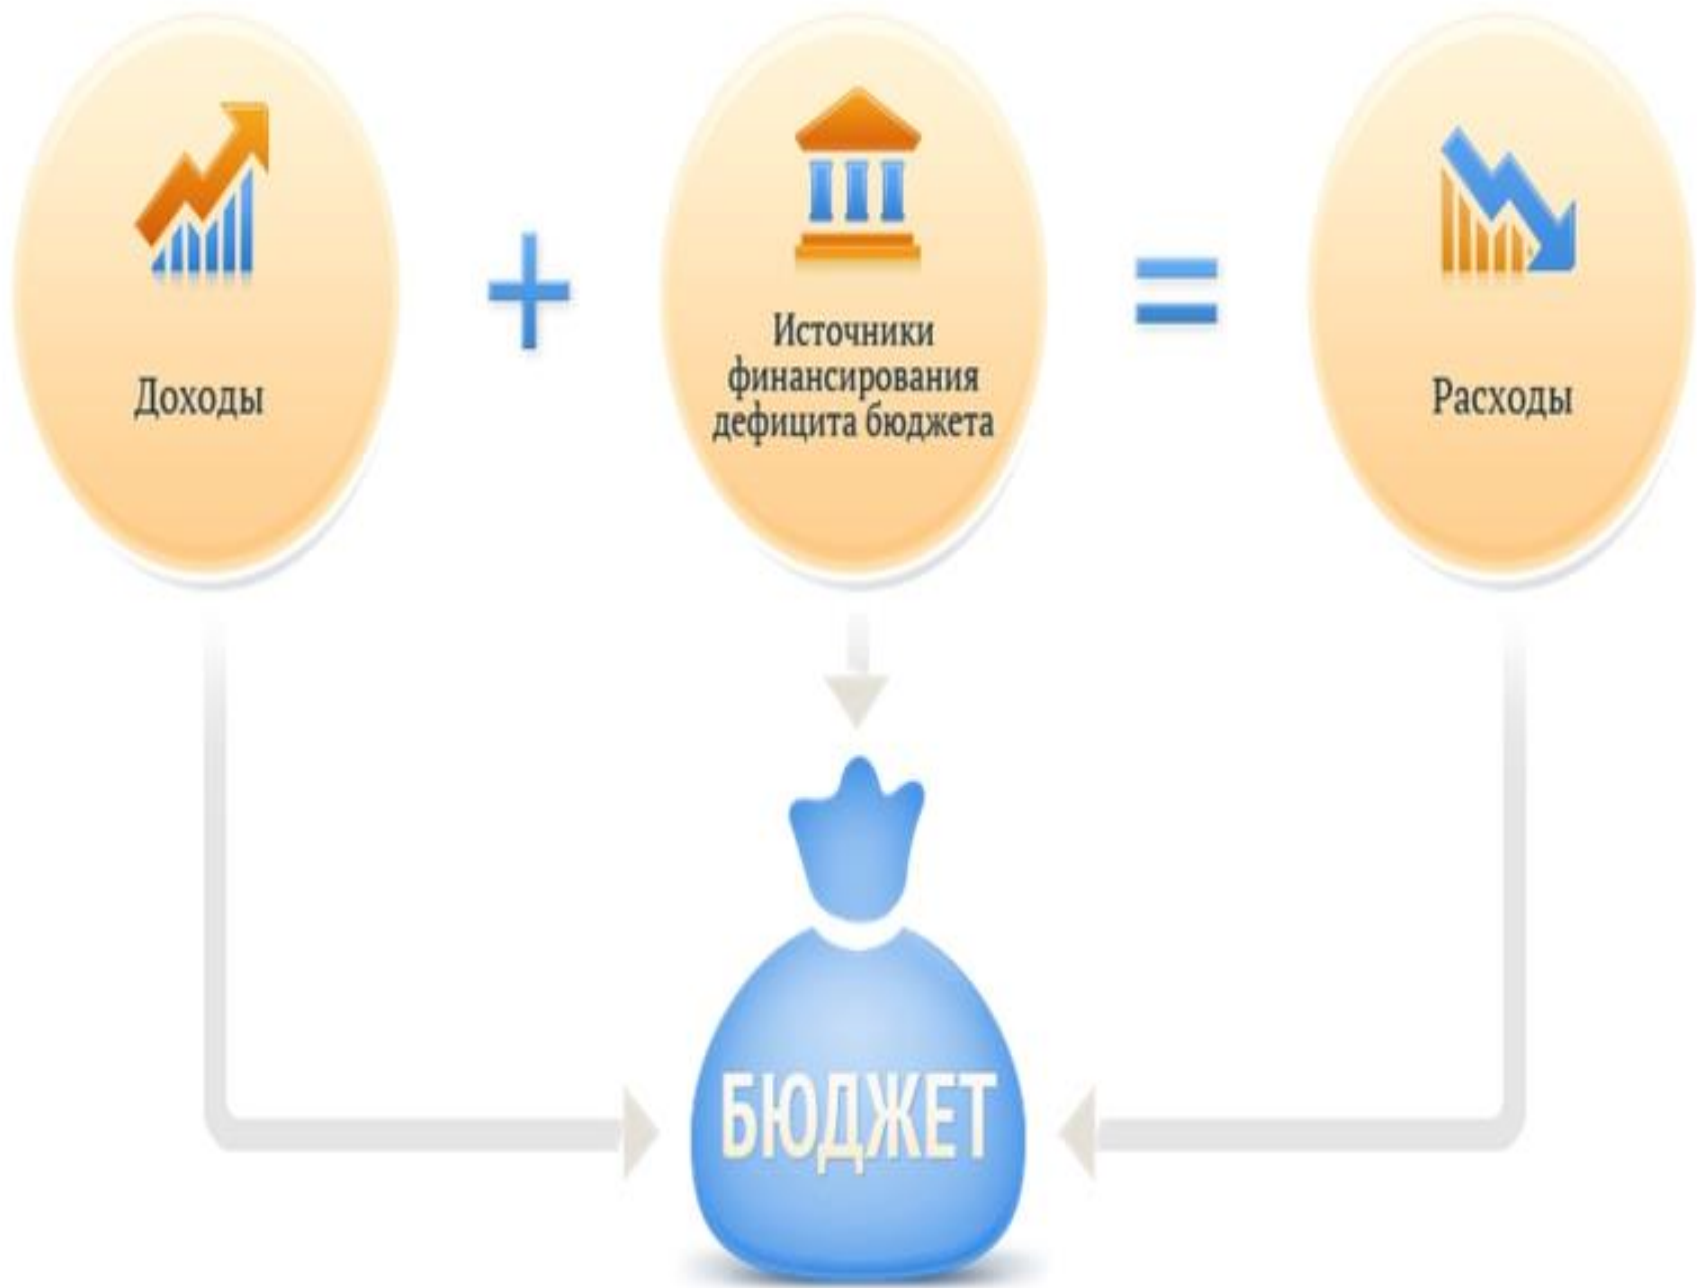 Доходы
+
Источники
финансирования
дефицита бюджета
=
Расходы
БЮДЖЕТ